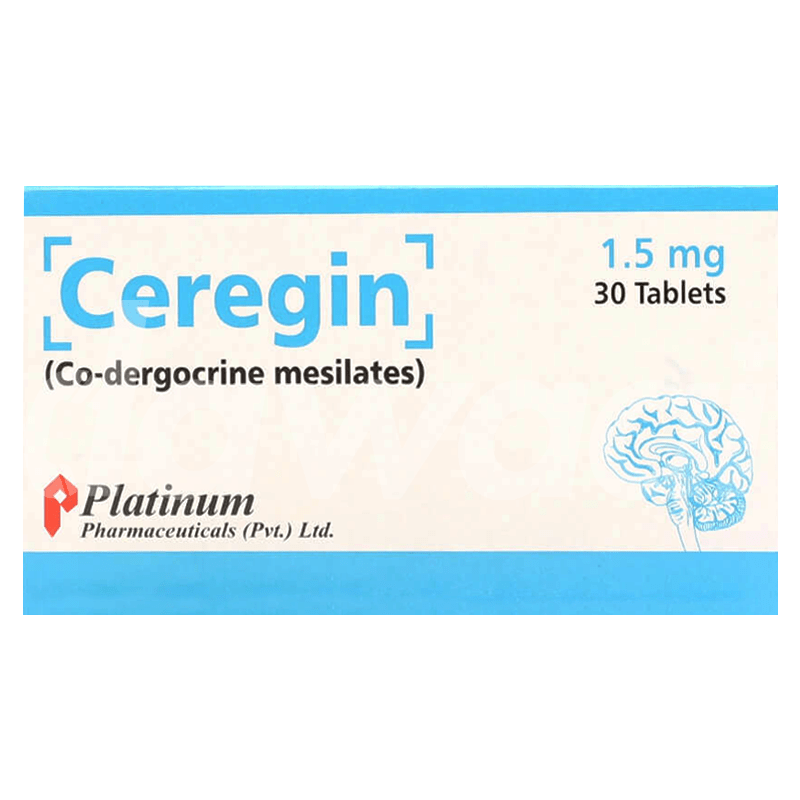 Ceregin
(Co-dergocrine mesilates)
1.5 mg
30 Tablets
Platinum
Pharmaceuticals (Pvt.) Ltd.